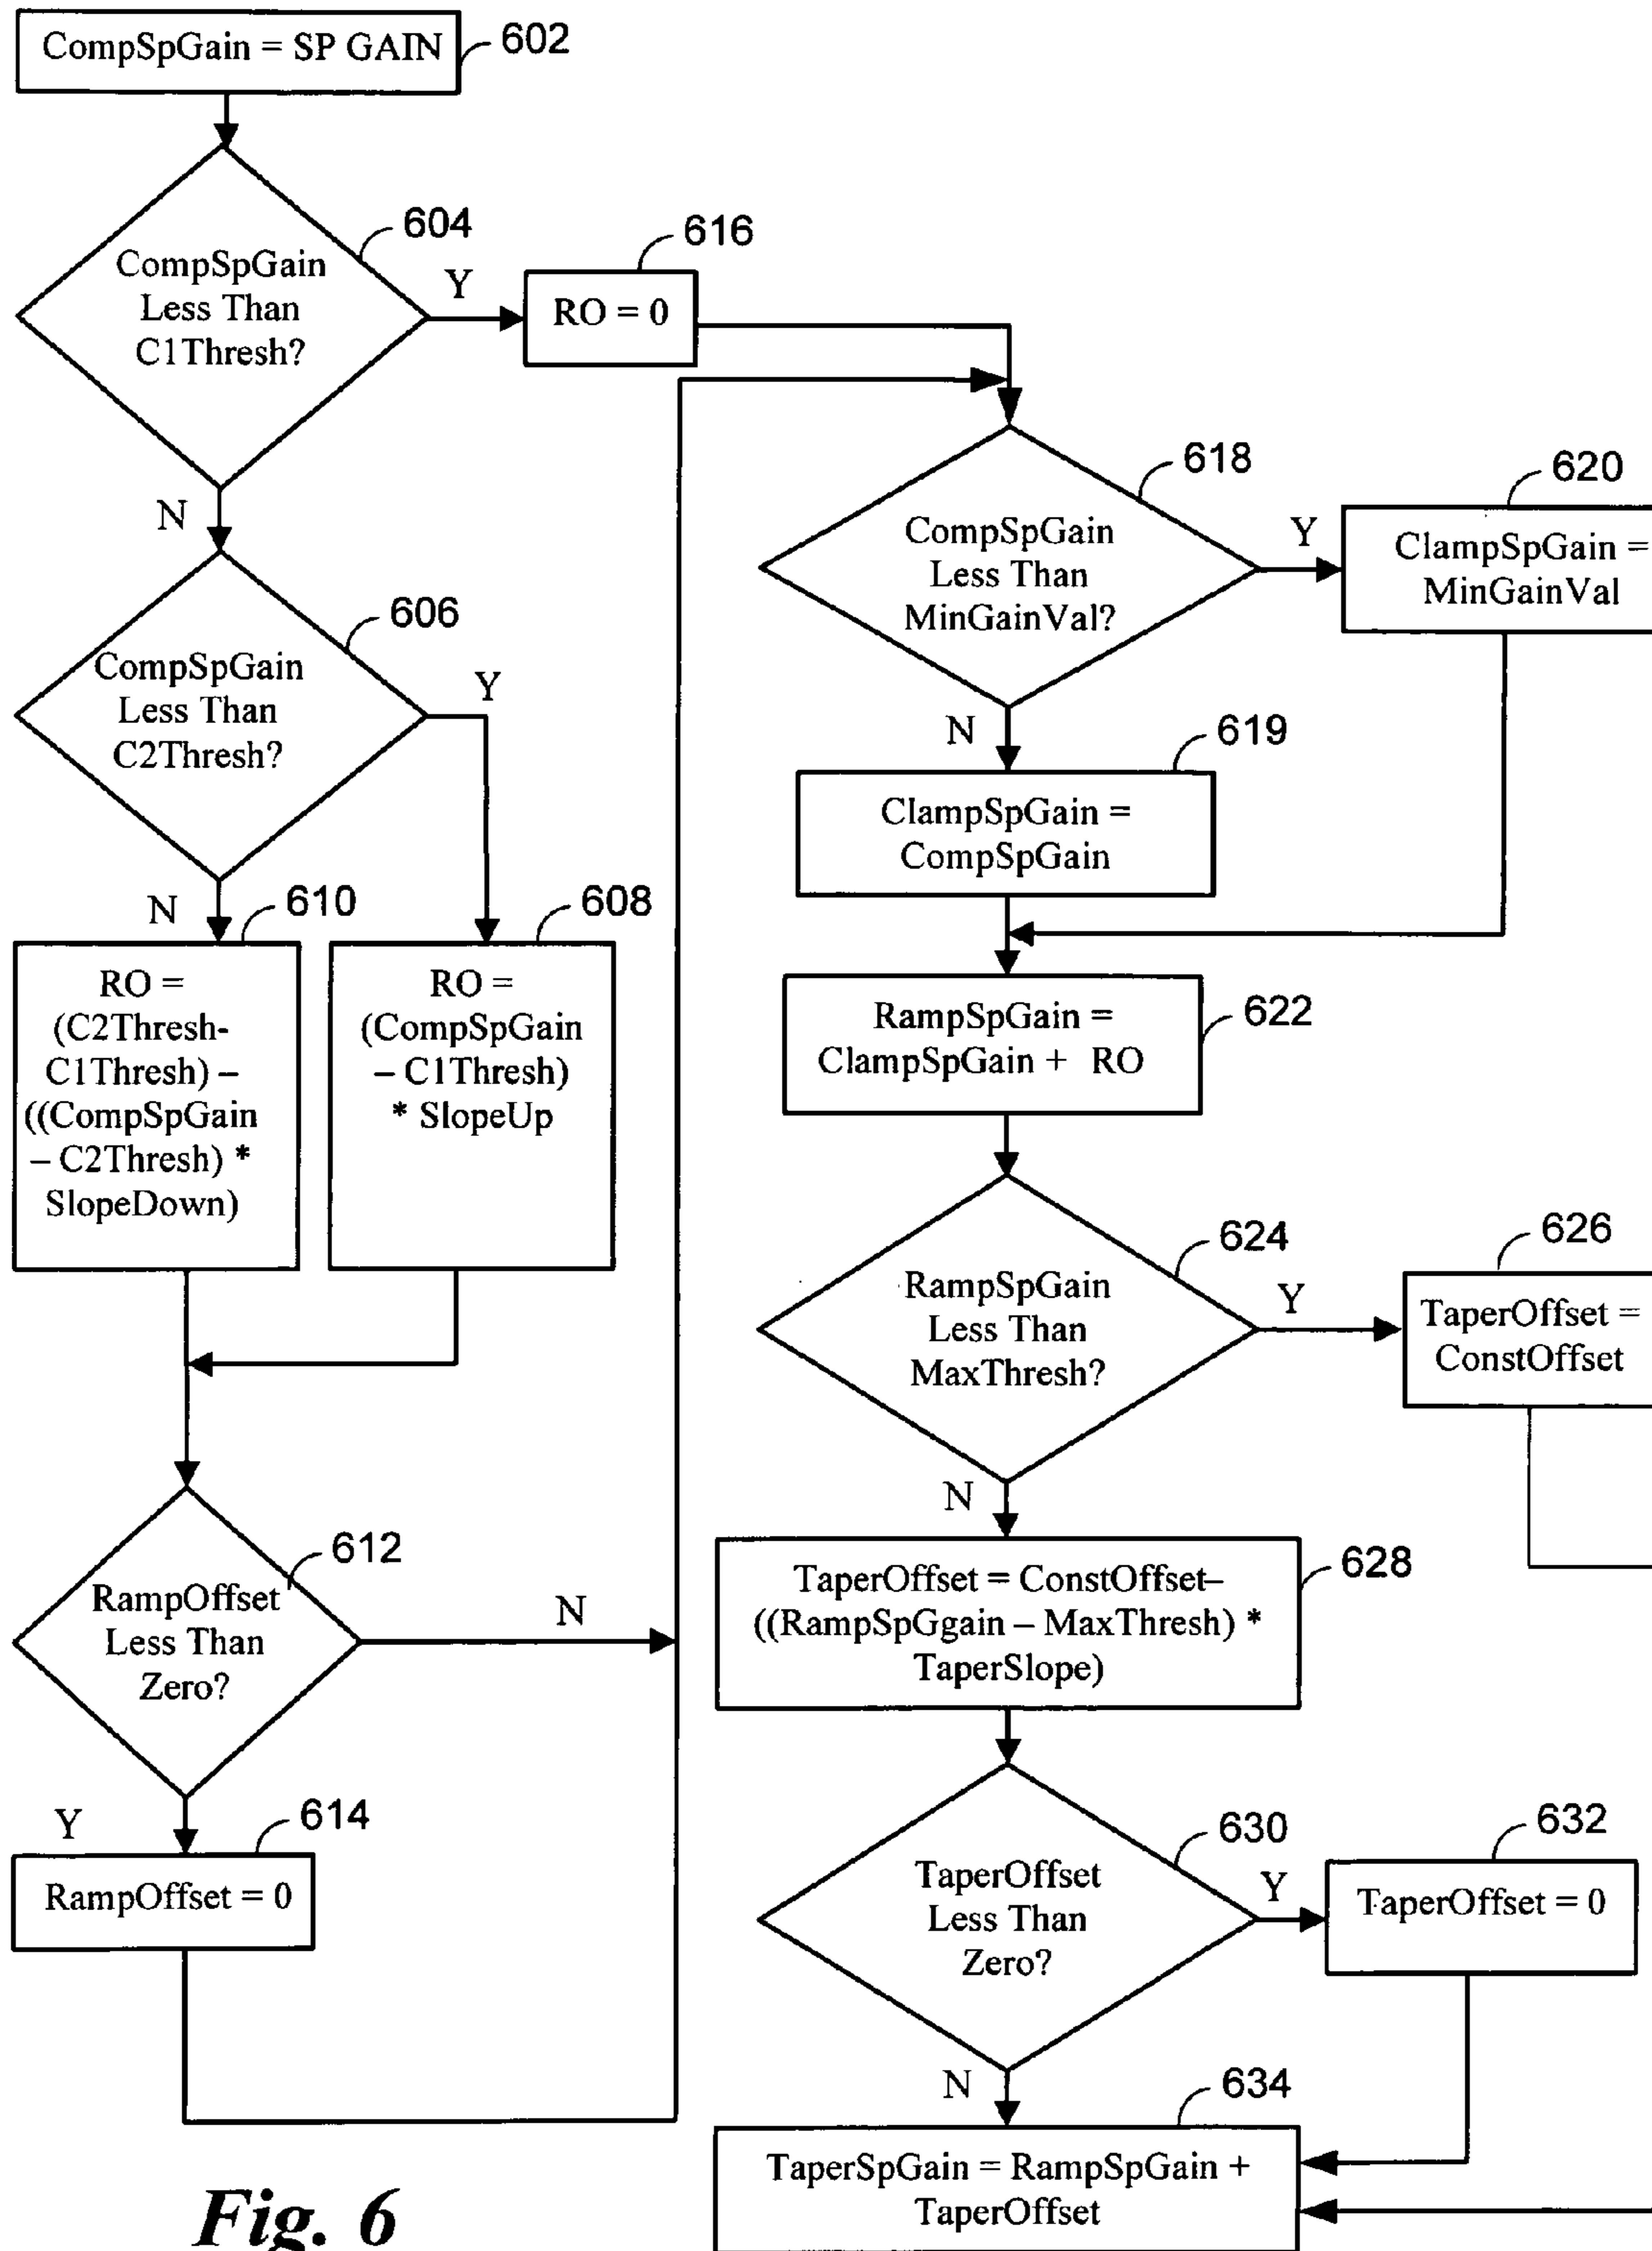 CompSpGain = SP GAIN
602
604
CompSpGain
Less Than
C1Thresh?
Y
N
616
RO = 0
606
CompSpGain
Less Than
C2Thresh?
Y
N
610
RO =
(C2Thresh-
C1Thresh) –
((CompSpGain
– C2Thresh) *
SlopeDown)
608
RO =
(CompSpGain
– C1Thresh)
* SlopeUp
612
RampOffset
Less Than
Zero?
N
Y
614
RampOffset = 0
618
CompSpGain
Less Than
MinGainVal?
Y
N
620
ClampSpGain =
MinGainVal
619
ClampSpGain =
CompSpGain
622
RampSpGain =
ClampSpGain + RO
624
RampSpGain
Less Than
MaxThresh?
Y
N
626
TaperOffset =
ConstOffset
628
TaperOffset = ConstOffset–
((RampSpGgain – MaxThresh) *
TaperSlope)
630
TaperOffset
Less Than
Zero?
Y
N
632
TaperOffset = 0
634
TaperSpGain = RampSpGain +
TaperOffset
Fig. 6